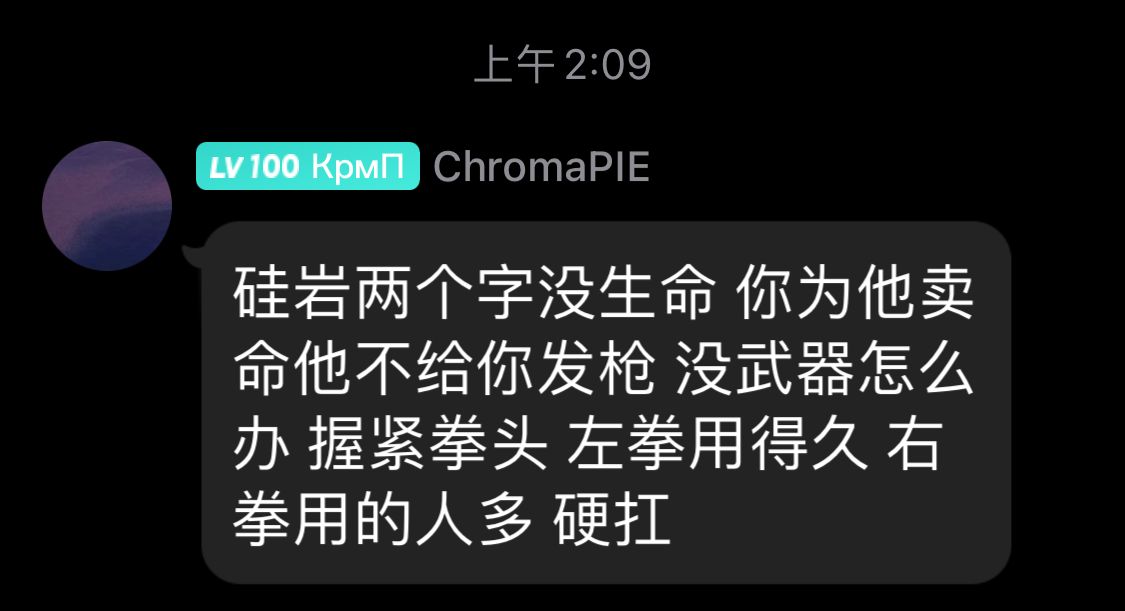 上午 2:09
LV 100 КрмП ChromaPIE
硅岩两个字没生命 你为他卖
命他不给你发枪 没武器怎么
办 握紧拳头 左拳用得久 右
拳用的人多 硬扛